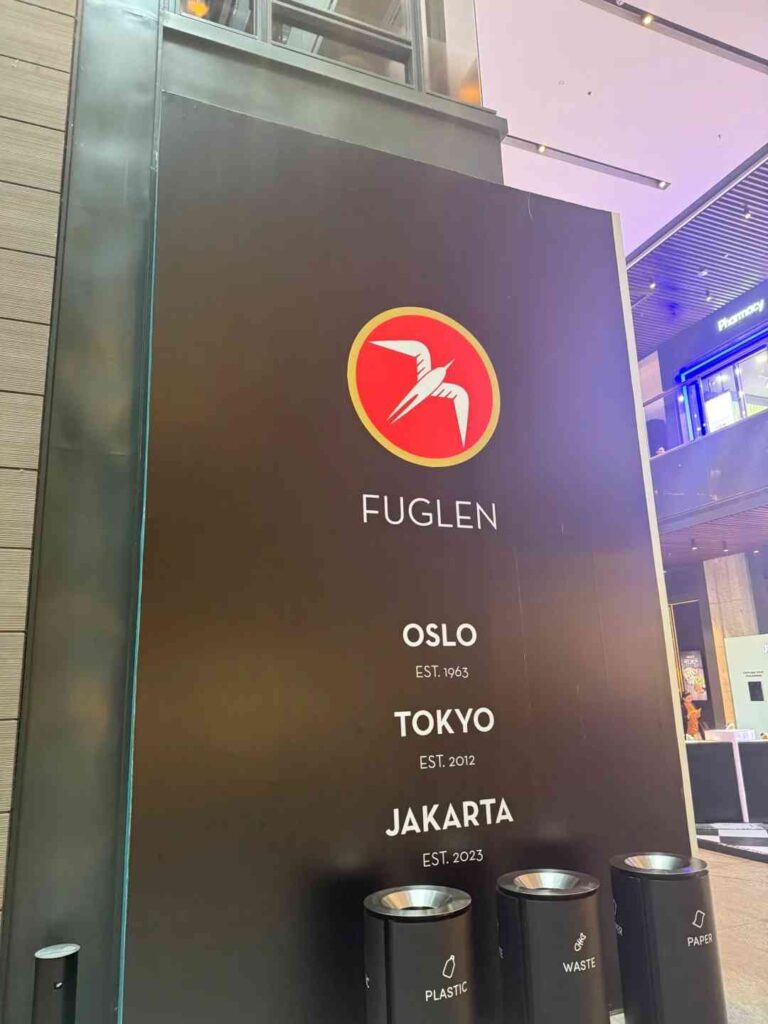 Pharmacy
FUGLEN
OSLO
EST. 1963
TOKYO
EST. 2012
JAKARTA
EST. 2023
PLASTIC
WASTE
PAPER